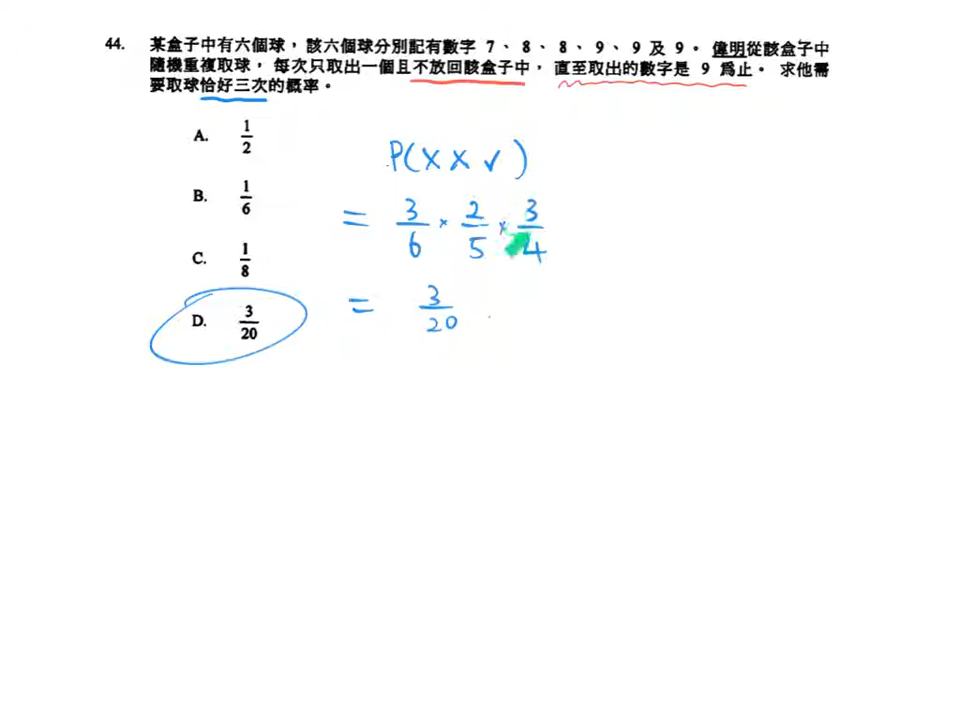 44. 某盒子中有六個球,該六個球分別記有數字 7、8、8、9、9 及 9。偉明從該盒子中
隨機重複取球,每次只取出一個且不放回該盒子中,直至取出的數字是 9 為止。求他需
要取球恰好三次的概率。
A. 1/2
B. 1/6
C. 1/8
D. 3/20
P(X X ✓)
= 3/6 × 2/5 × 3/4
= 3/20